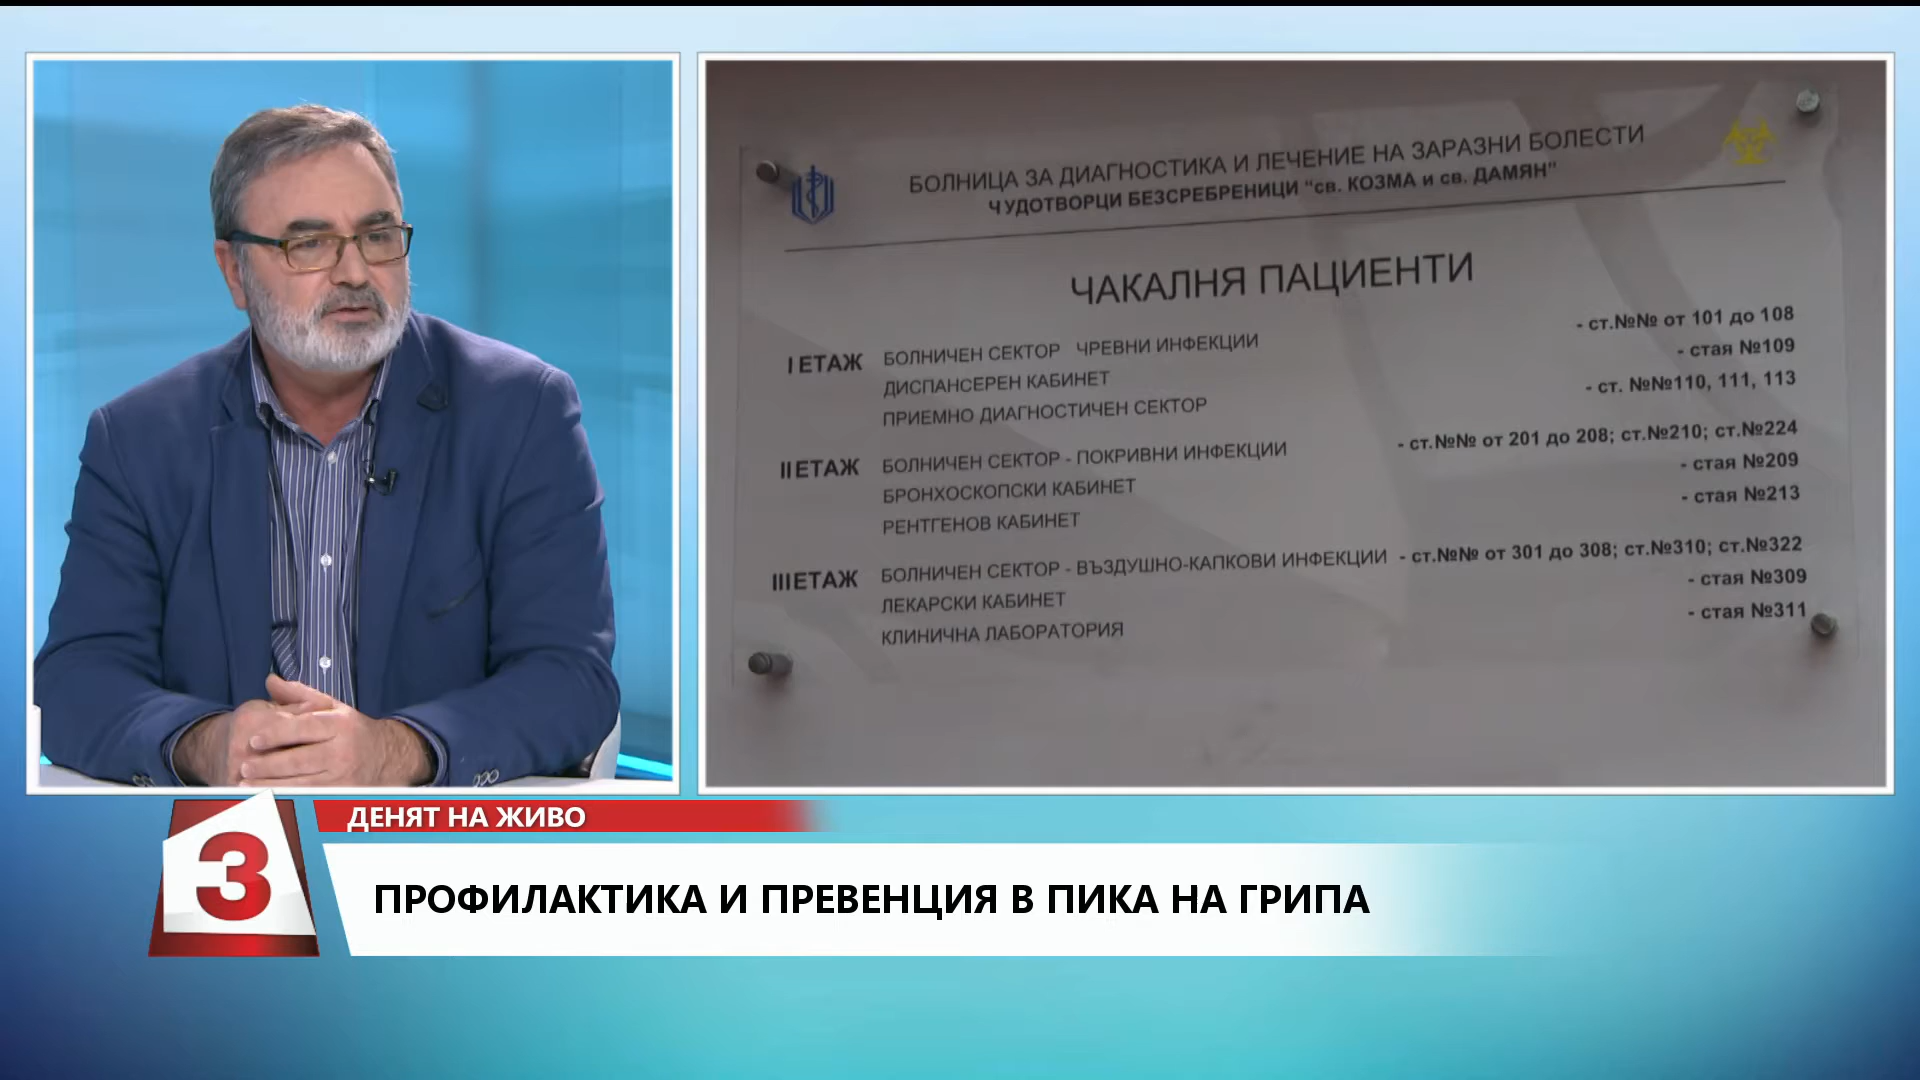 БОЛНИЦА ЗА ДИАГНОСТИКА И ЛЕЧЕНИЕ НА ЗАРАЗНИ БОЛЕСТИ
ЧУДОТВОРЦИ БЕЗСРЕБРЕНИЦИ "св. КОЗМА и св. ДАМЯН"
ЧАКАЛНЯ ПАЦИЕНТИ
I ЕТАЖ БОЛНИЧЕН СЕКТОР ЧРЕВНИ ИНФЕКЦИИ - ст.№№ от 101 до 108
ДИСПАНСЕРЕН КАБИНЕТ - стая №109
ПРИЕМНО ДИАГНОСТИЧЕН СЕКТОР - ст. №№110, 111, 113
II ЕТАЖ БОЛНИЧЕН СЕКТОР - ПОКРИВНИ ИНФЕКЦИИ - ст.№№ от 201 до 208; ст.№210; ст.№224
БРОНХОСКОПСКИ КАБИНЕТ - стая №209
РЕНТГЕНОВ КАБИНЕТ - стая №213
III ЕТАЖ БОЛНИЧЕН СЕКТОР - ВЪЗДУШНО-КАПКОВИ ИНФЕКЦИИ - ст.№№ от 301 до 308; ст.№310; ст.№322
ЛЕКАРСКИ КАБИНЕТ - стая №309
КЛИНИЧНА ЛАБОРАТОРИЯ - стая №311
3
ДЕНЯТ НА ЖИВО
ПРОФИЛАКТИКА И ПРЕВЕНЦИЯ В ПИКА НА ГРИПА